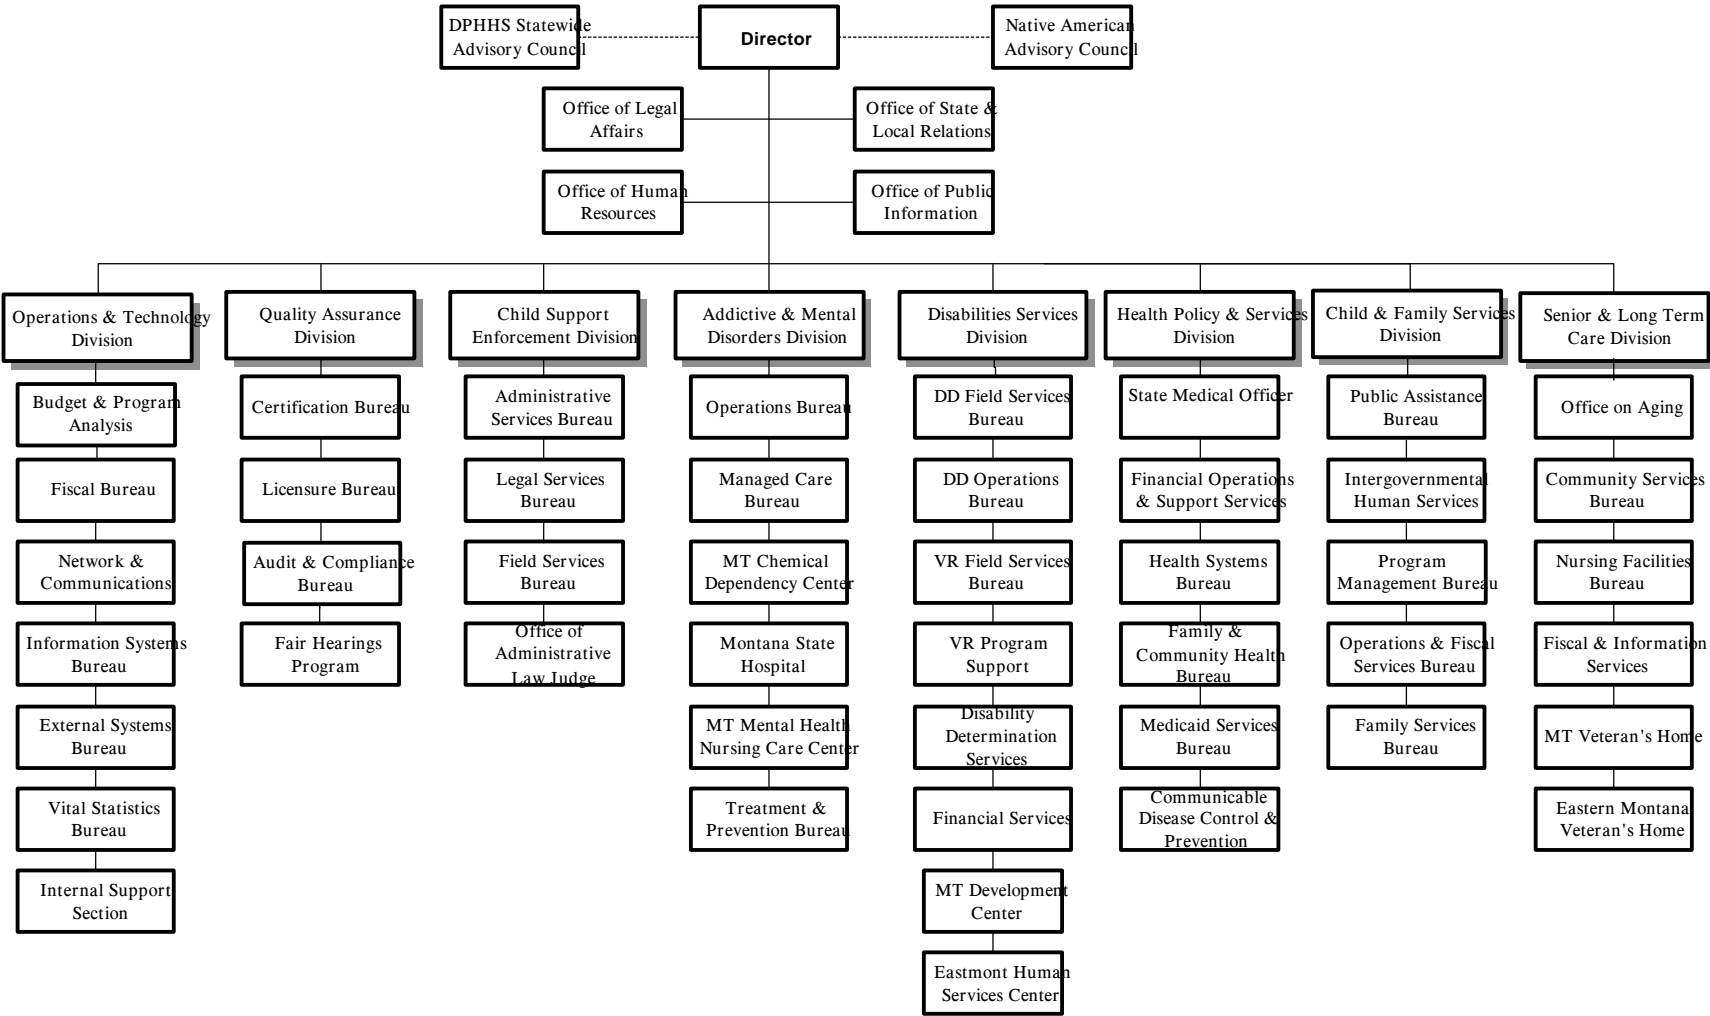 DPHHS Statewide
Advisory Council
Director
Native American
Advisory Council
Office of Legal
Affairs
Office of State &
Local Relations
Office of Human
Resources
Office of Public
Information
Operations & Technology
Division
Budget & Program
Analysis
Fiscal Bureau
Network &
Communications
Information Systems
Bureau
External Systems
Bureau
Vital Statistics
Bureau
Internal Support
Section
Quality Assurance
Division
Certification Bureau
Licensure Bureau
Audit & Compliance
Bureau
Fair Hearings
Program
Child Support
Enforcement Division
Administrative
Services Bureau
Legal Services
Bureau
Field Services
Bureau
Office of
Administrative
Law Judge
Addictive & Mental
Disorders Division
Operations Bureau
Managed Care
Bureau
MT Chemical
Dependency Center
Montana State
Hospital
MT Mental Health
Nursing Care Center
Treatment &
Prevention Bureau
Disabilities Services
Division
DD Field Services
Bureau
DD Operations
Bureau
VR Field Services
Bureau
VR Program
Support
Disability
Determination
Services
Financial Services
MT Development
Center
Eastmont Human
Services Center
Health Policy & Services
Division
State Medical Officer
Financial Operations
& Support Services
Health Systems
Bureau
Family &
Community Health
Bureau
Medicaid Services
Bureau
Communicable
Disease Control &
Prevention
Child & Family Services
Division
Public Assistance
Bureau
Intergovernmental
Human Services
Program
Management Bureau
Operations & Fiscal
Services Bureau
Family Services
Bureau
Senior & Long Term
Care Division
Office on Aging
Community Services
Bureau
Nursing Facilities
Bureau
Fiscal & Information
Services
MT Veteran's Home
Eastern Montana
Veteran's Home